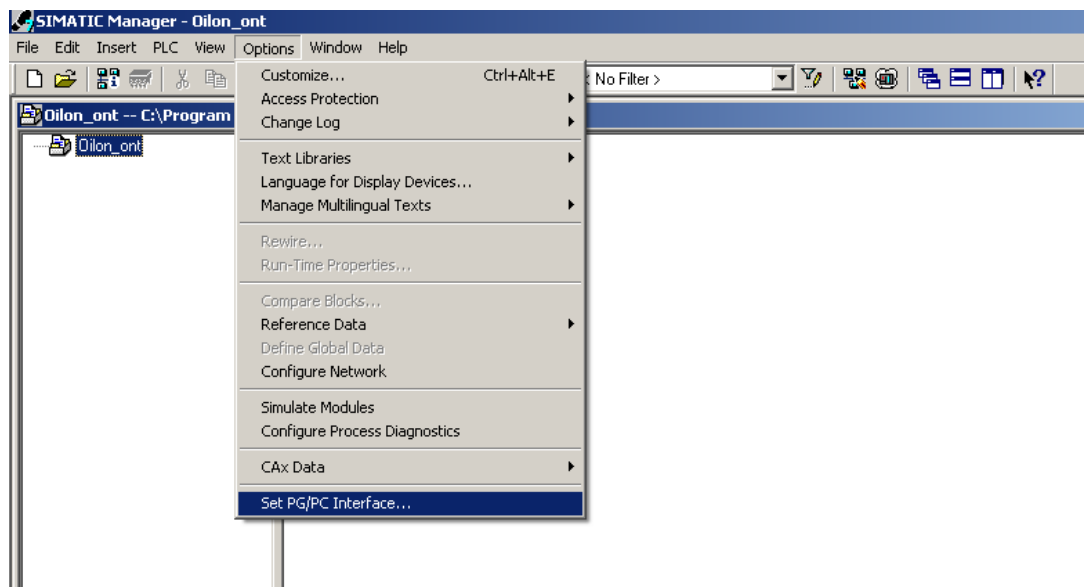 SIMATIC Manager - Oilon_ont
File Edit Insert PLC View Options Window Help
Customize... Ctrl+Alt+E
< No Filter >
Access Protection
Oilon_ont -- C:\Program
Change Log
Oilon_ont
Text Libraries
Language for Display Devices...
Manage Multilingual Texts
Rewire...
Run-Time Properties...
Compare Blocks...
Reference Data
Define Global Data
Configure Network
Simulate Modules
Configure Process Diagnostics
CAx Data
Set PG/PC Interface...